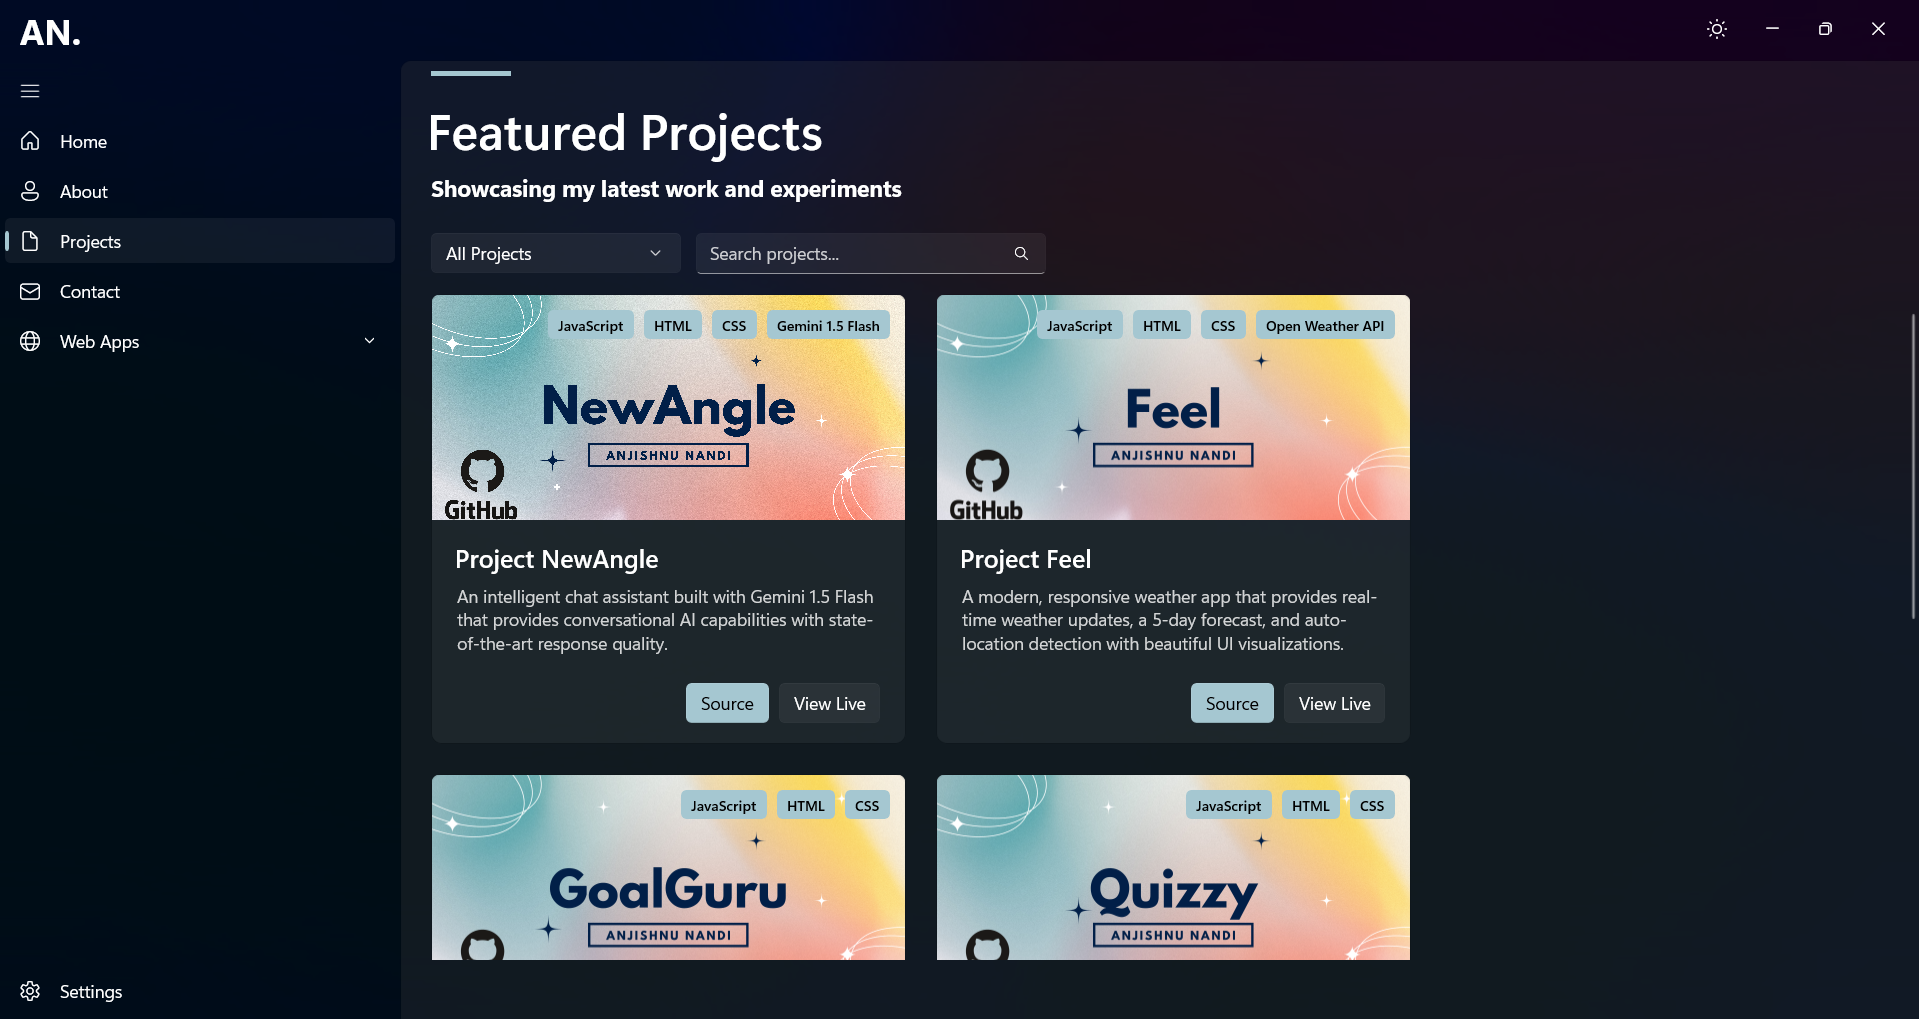 AN.
Home
About
Projects
Contact
Web Apps
Settings
Featured Projects
Showcasing my latest work and experiments
All Projects
Search projects...
JavaScript HTML CSS Gemini 1.5 Flash
NewAngle
ANJISHNU NANDI
GitHub
Project NewAngle
An intelligent chat assistant built with Gemini 1.5 Flash
that provides conversational AI capabilities with state-
of-the-art response quality.
Source View Live
JavaScript HTML CSS Open Weather API
Feel
ANJISHNU NANDI
GitHub
Project Feel
A modern, responsive weather app that provides real-
time weather updates, a 5-day forecast, and auto-
location detection with beautiful UI visualizations.
Source View Live
JavaScript HTML CSS
GoalGuru
ANJISHNU NANDI
JavaScript HTML CSS
Quizzy
ANJISHNU NANDI